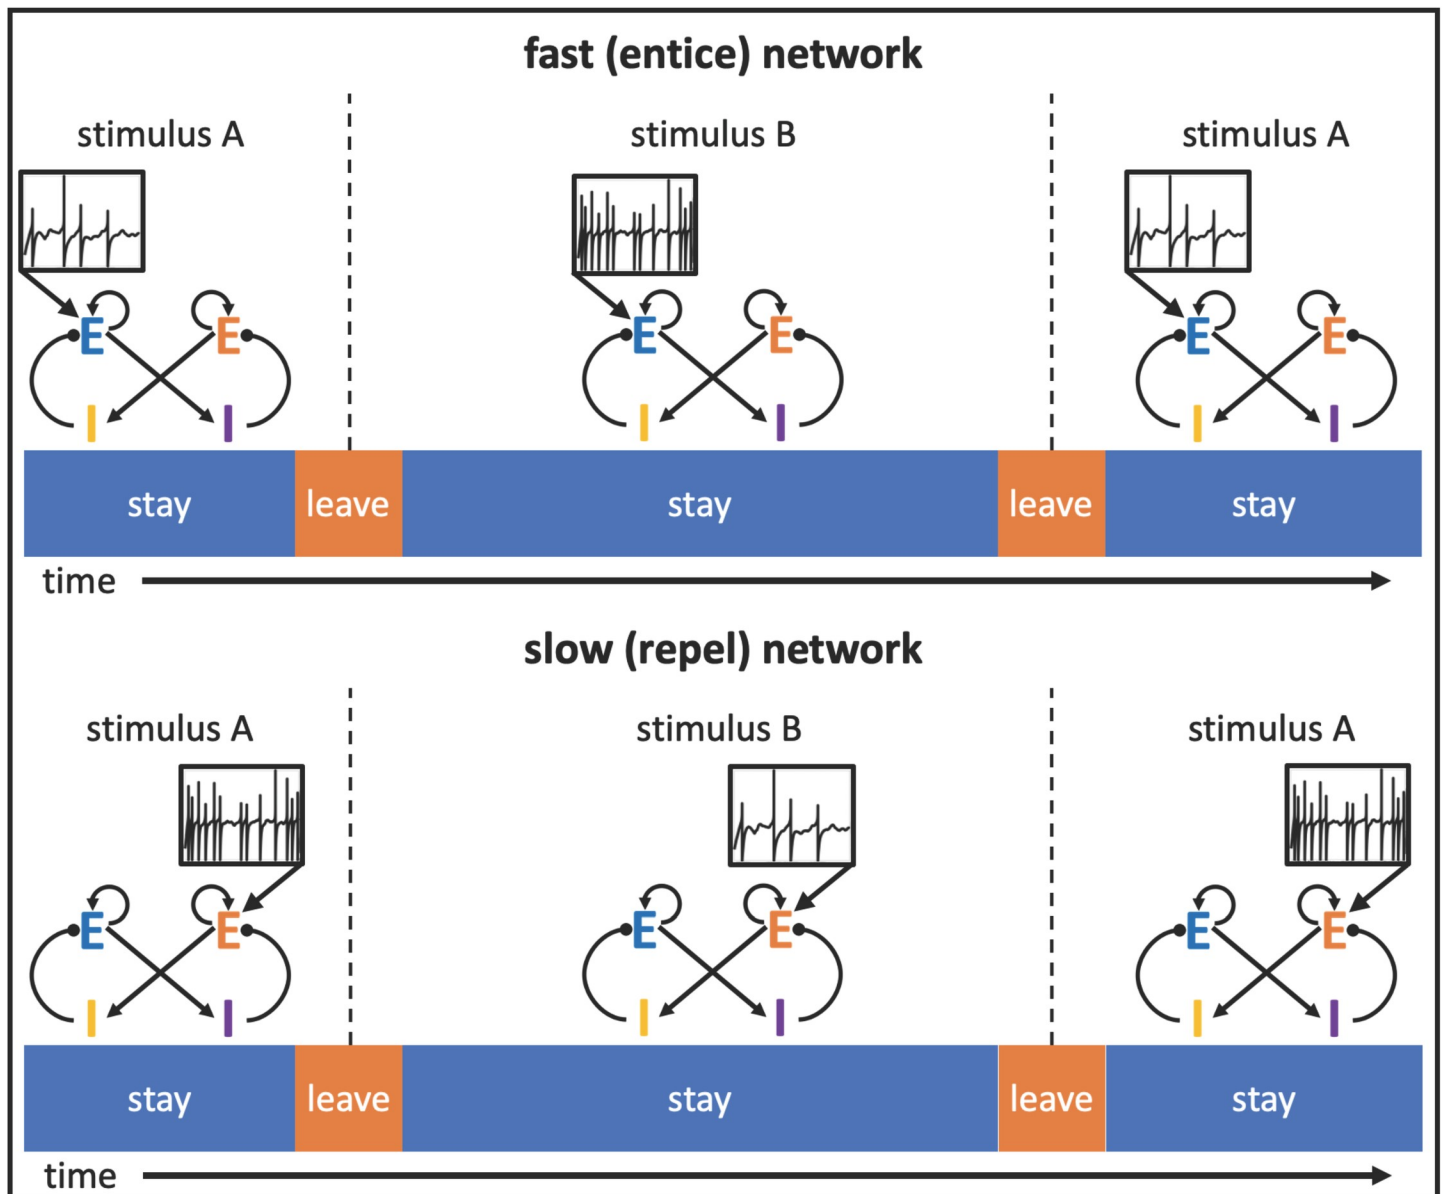 fast (entice) network
stimulus A stimulus B stimulus A
E E E E E E
I I I I I I
stay leave stay leave stay
time
slow (repel) network
stimulus A stimulus B stimulus A
E E E E E E
I I I I I I
stay leave stay leave stay
time